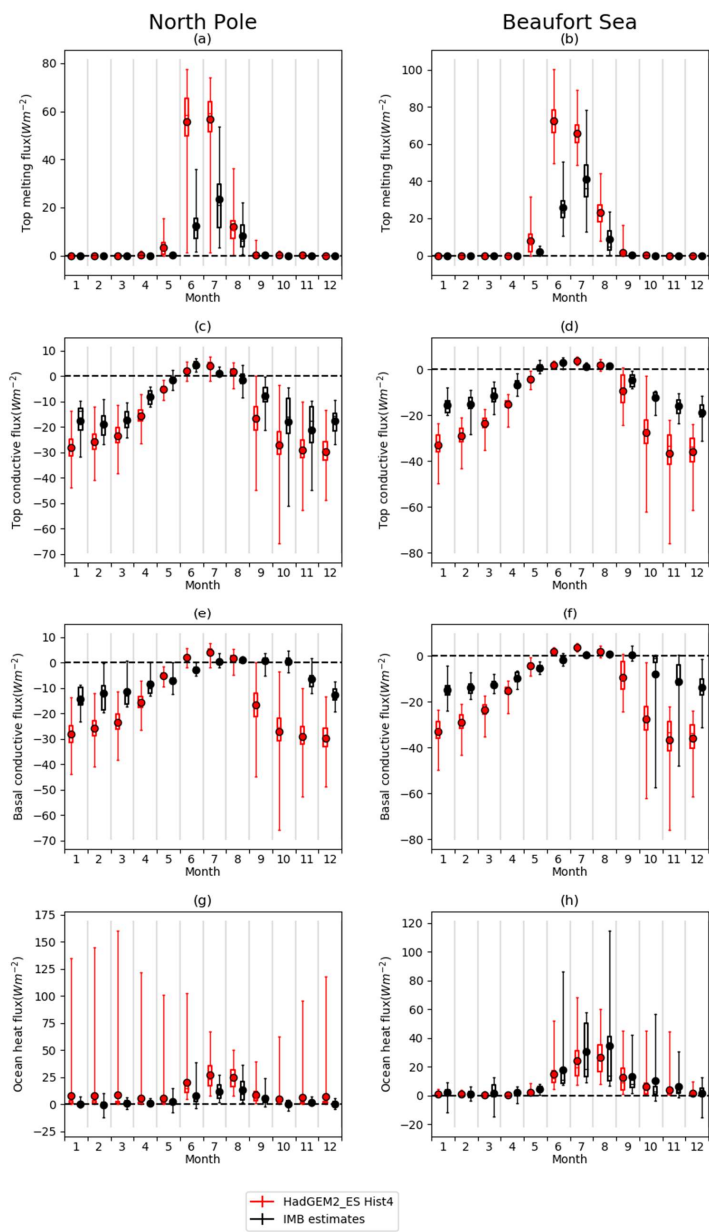 North Pole
Beaufort Sea
(a)
(b)
Top melting flux(Wm⁻²)
80
60
40
20
0
1 2 3 4 5 6 7 8 9 10 11 12
Month
Top melting flux(Wm⁻²)
100
80
60
40
20
0
1 2 3 4 5 6 7 8 9 10 11 12
Month
(c)
(d)
Top conductive flux(Wm⁻²)
10
0
−10
−20
−30
−40
−50
−60
−70
1 2 3 4 5 6 7 8 9 10 11 12
Month
Top conductive flux(Wm⁻²)
0
−20
−40
−60
−80
1 2 3 4 5 6 7 8 9 10 11 12
Month
(e)
(f)
Basal conductive flux(Wm⁻²)
10
0
−10
−20
−30
−40
−50
−60
−70
1 2 3 4 5 6 7 8 9 10 11 12
Month
Basal conductive flux(Wm⁻²)
0
−20
−40
−60
−80
1 2 3 4 5 6 7 8 9 10 11 12
Month
(g)
(h)
Ocean heat flux(Wm⁻²)
175
150
125
100
75
50
25
0
−25
1 2 3 4 5 6 7 8 9 10 11 12
Month
Ocean heat flux(Wm⁻²)
120
100
80
60
40
20
0
−20
1 2 3 4 5 6 7 8 9 10 11 12
Month
HadGEM2_ES Hist4
IMB estimates